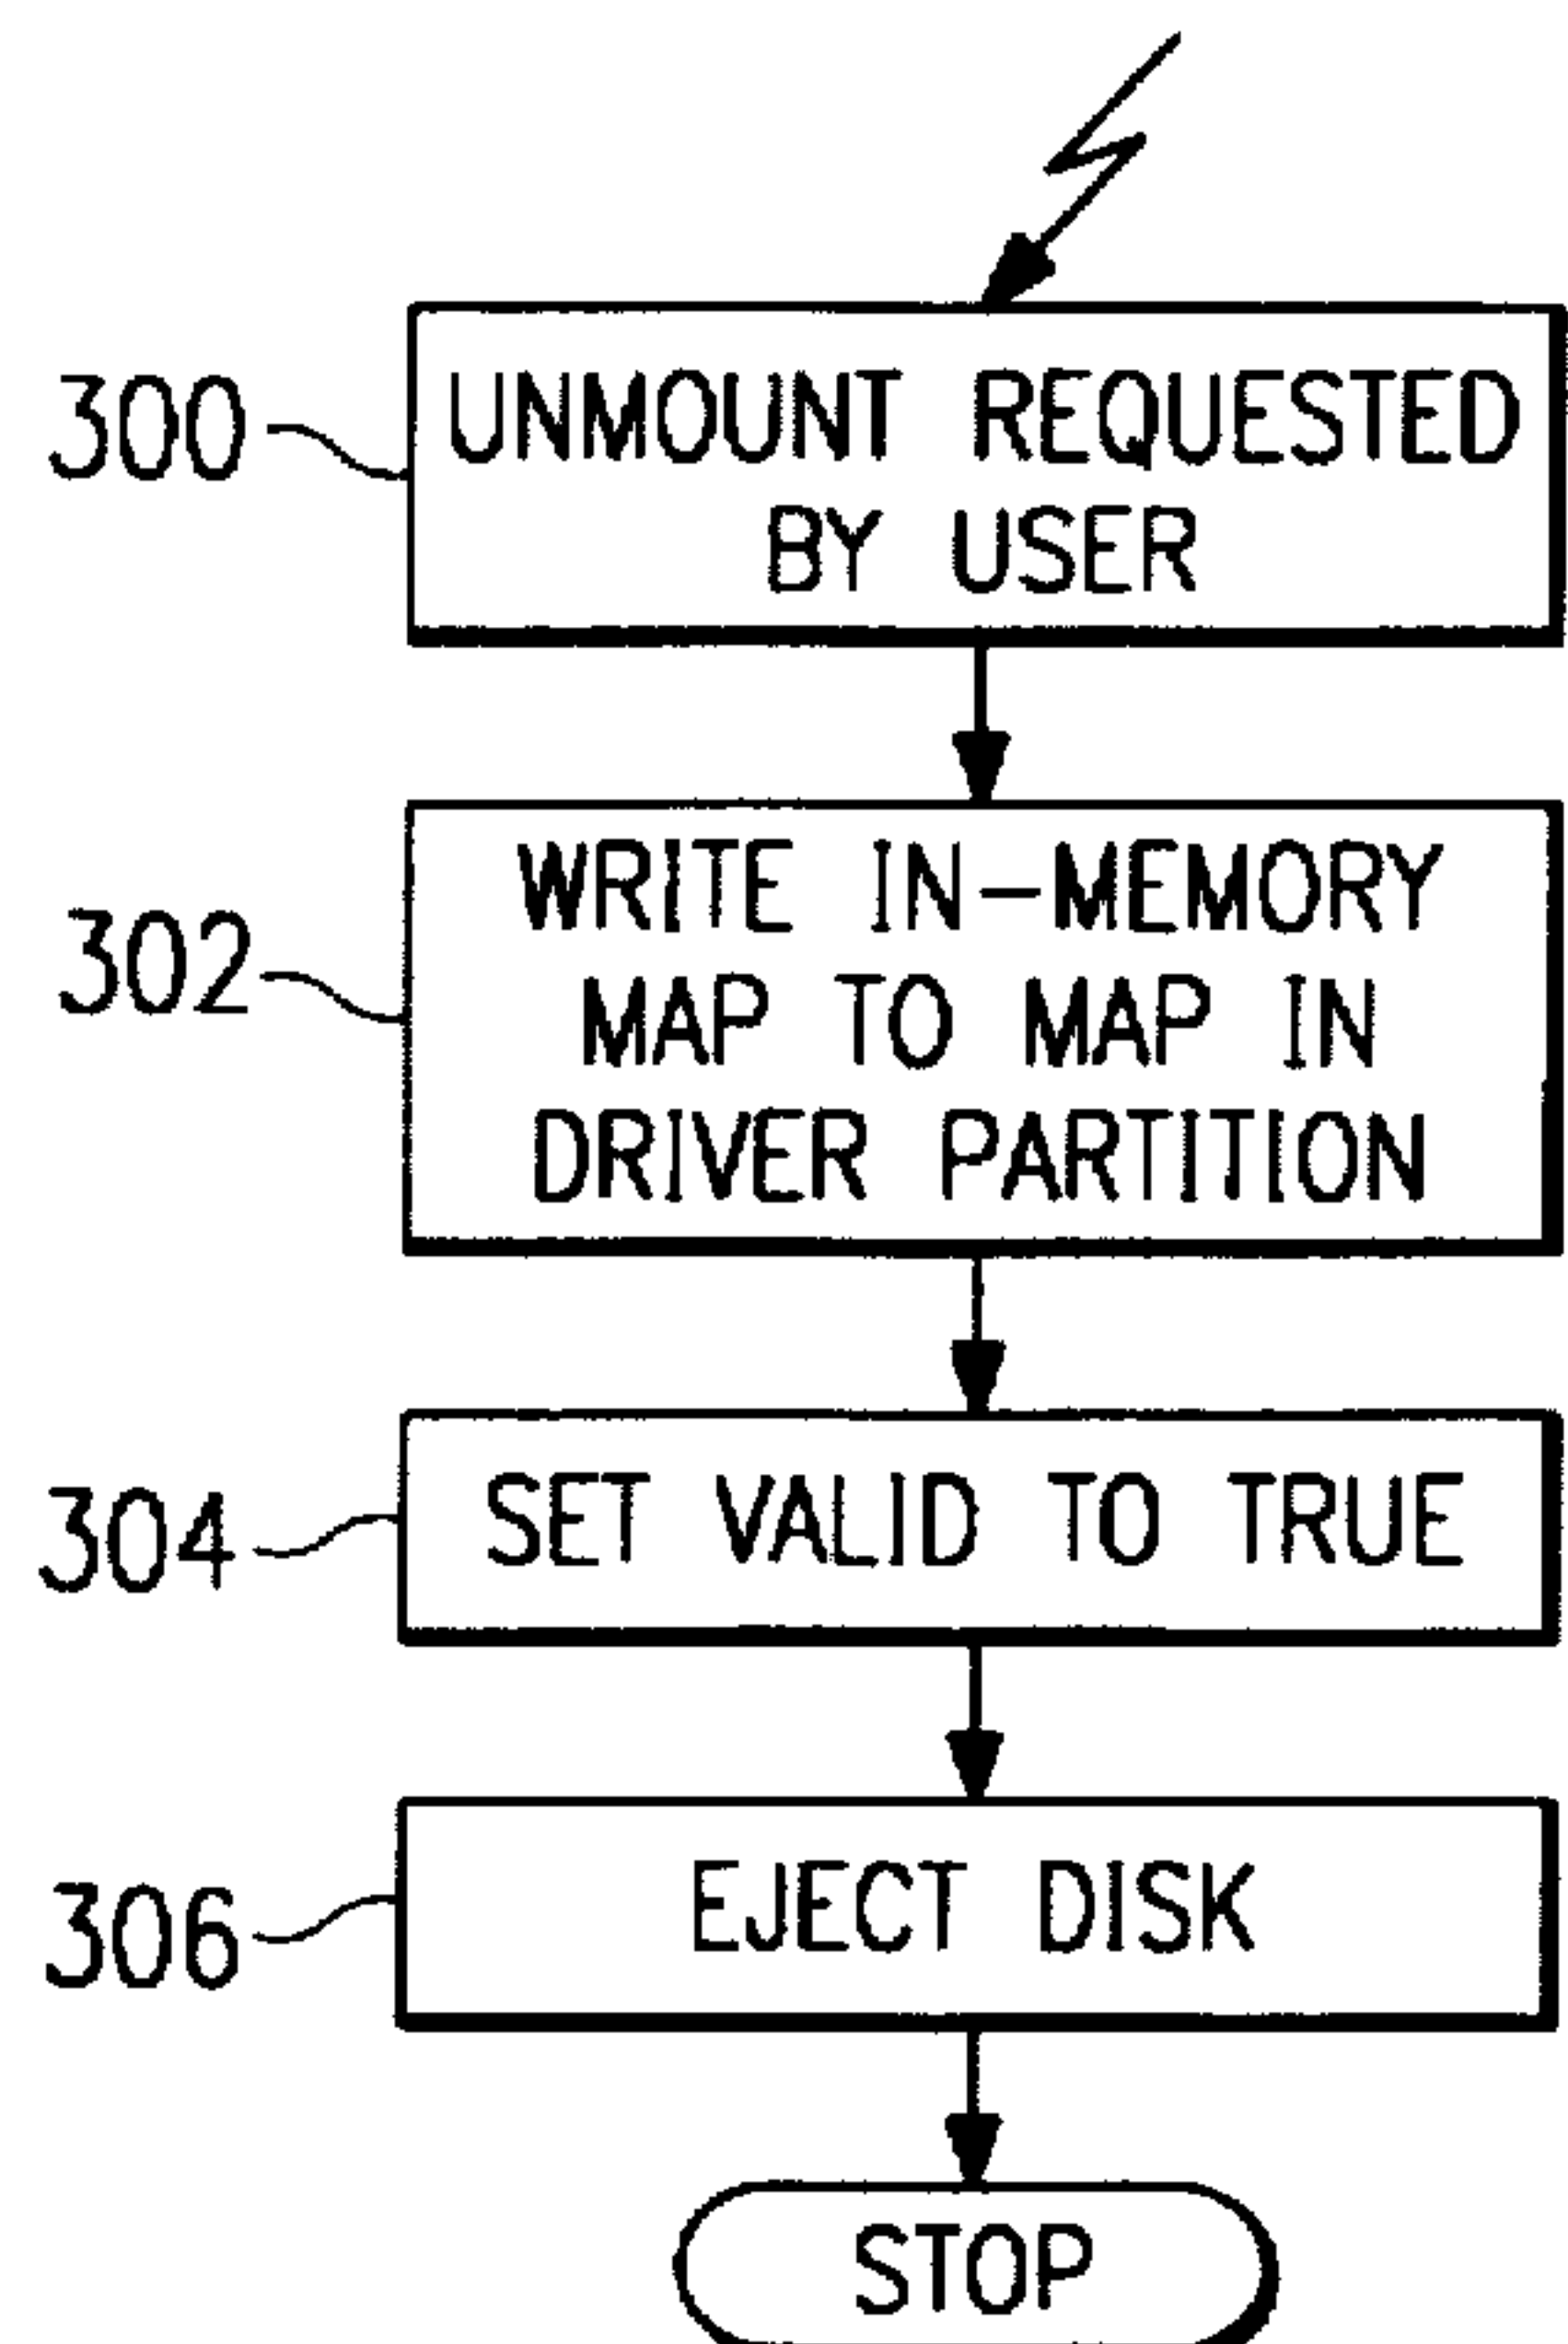 300
UNMOUNT REQUESTED
BY USER
302
WRITE IN-MEMORY
MAP TO MAP IN
DRIVER PARTITION
304
SET VALID TO TRUE
306
EJECT DISK
STOP